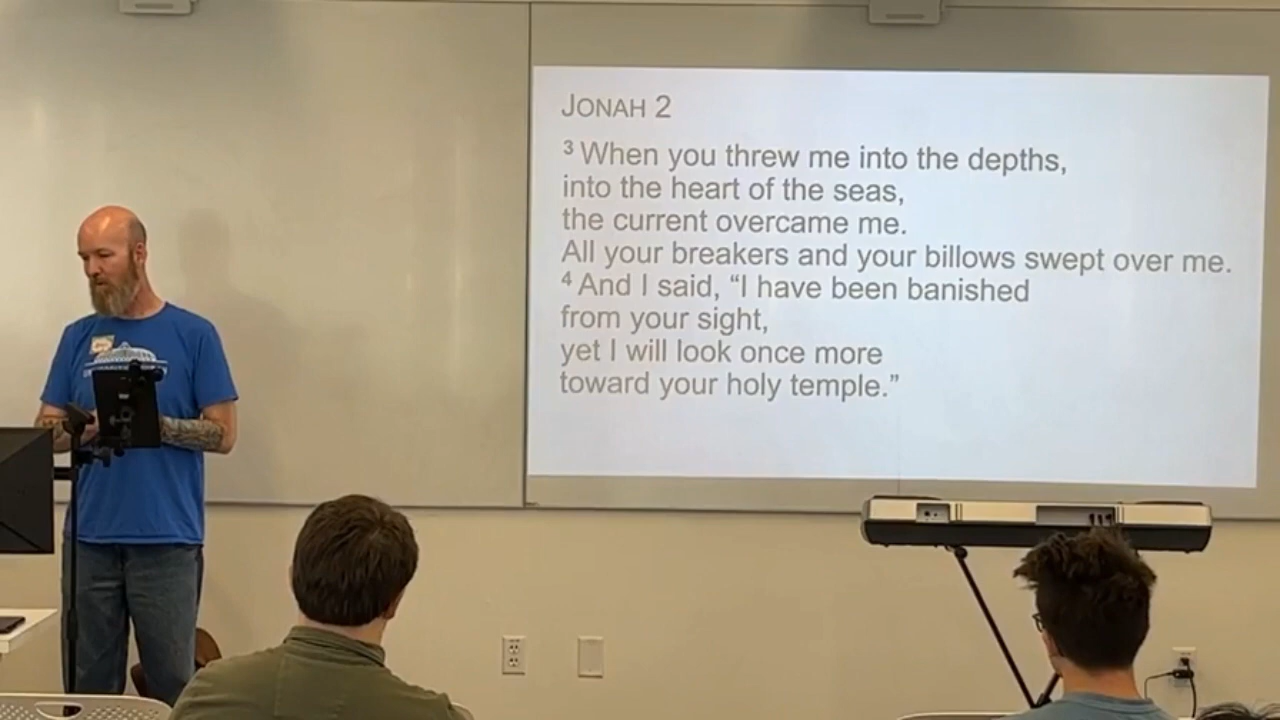 JONAH 2
³ When you threw me into the depths,
into the heart of the seas,
the current overcame me.
All your breakers and your billows swept over me.
⁴ And I said, “I have been banished
from your sight,
yet I will look once more
toward your holy temple.”